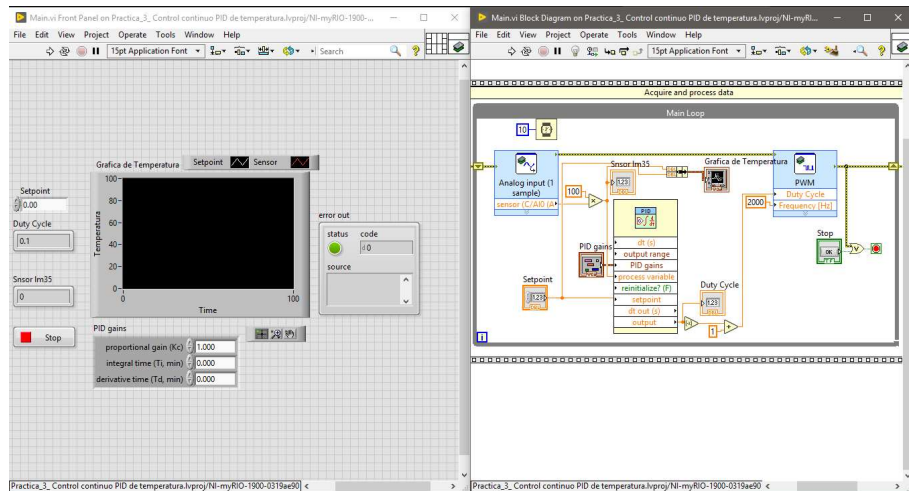 Main.vi Front Panel on Practica_3_ Control continuo PID de temperatura.lvproj/NI-myRIO-1900-...
File Edit View Project Operate Tools Window Help
15pt Application Font
Search
Grafica de Temperatura
Setpoint
Sensor
Setpoint
0.00
Duty Cycle
0.1
Snsor lm35
0
Stop
Temperatura
100
80
60
40
20
0
0
100
Time
error out
status
code
0
source
PID gains
proportional gain (Kc)
1.000
integral time (Ti, min)
0.000
derivative time (Td, min)
0.000
Practica_3_ Control continuo PID de temperatura.lvproj/NI-myRIO-1900-0319ae90
Main.vi Block Diagram on Practica_3_ Control continuo PID de temperatura.lvproj/NI-myRI...
File Edit View Project Operate Tools Window Help
15pt Application Font
Acquire and process data
Main Loop
10
Analog input (1
sample)
sensor (C/AI0 (A
100
Snsor lm35
1.23
Grafica de Temperatura
PWM
Duty Cycle
Frequency [Hz]
2000
Stop
OK
PID
dt (s)
output range
PID gains
process variable
reinitialize? (F)
setpoint
dt out (s)
output
PID gains
Setpoint
1.23
Duty Cycle
1.23
1
i
Practica_3_ Control continuo PID de temperatura.lvproj/NI-myRIO-1900-0319ae90